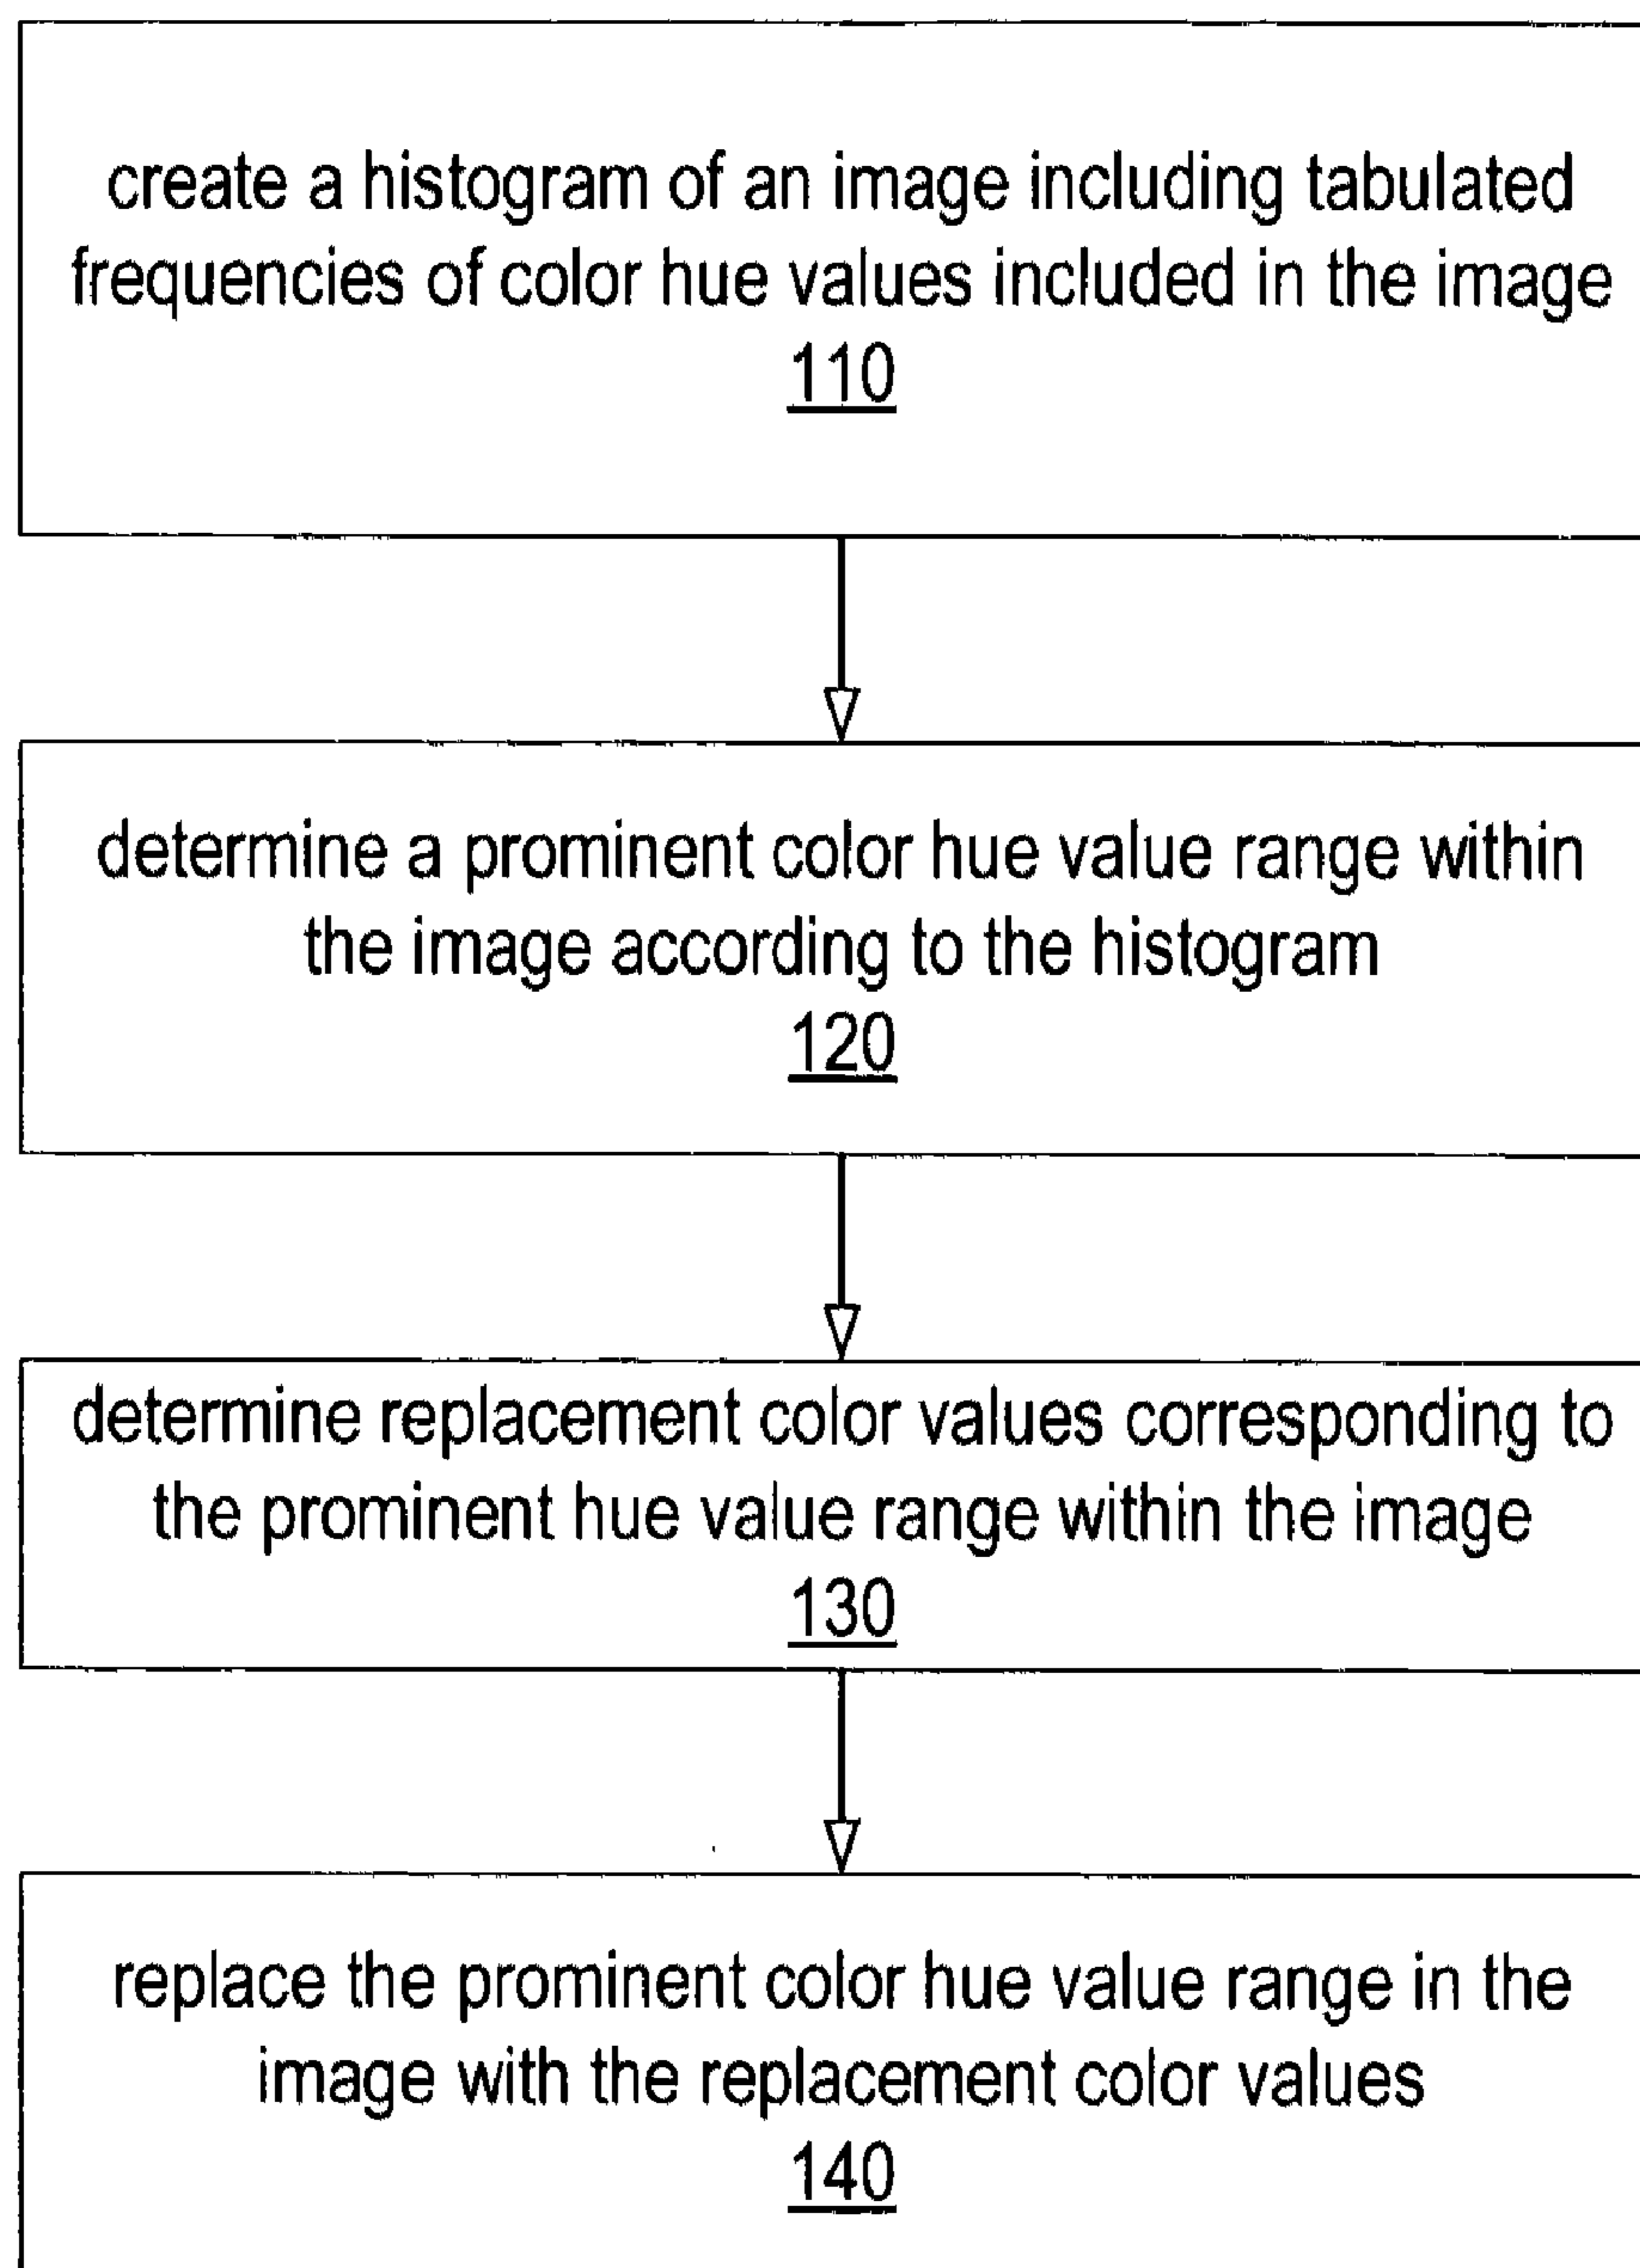 create a histogram of an image including tabulated
frequencies of color hue values included in the image
110
determine a prominent color hue value range within
the image according to the histogram
120
determine replacement color values corresponding to
the prominent hue value range within the image
130
replace the prominent color hue value range in the
image with the replacement color values
140